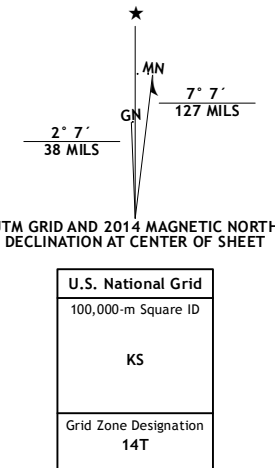 ★
MN
GN
7° 7´
127 MILS
2° 7´
38 MILS
UTM GRID AND 2014 MAGNETIC NORTH
DECLINATION AT CENTER OF SHEET
U.S. National Grid
100,000-m Square ID
KS
Grid Zone Designation
14T